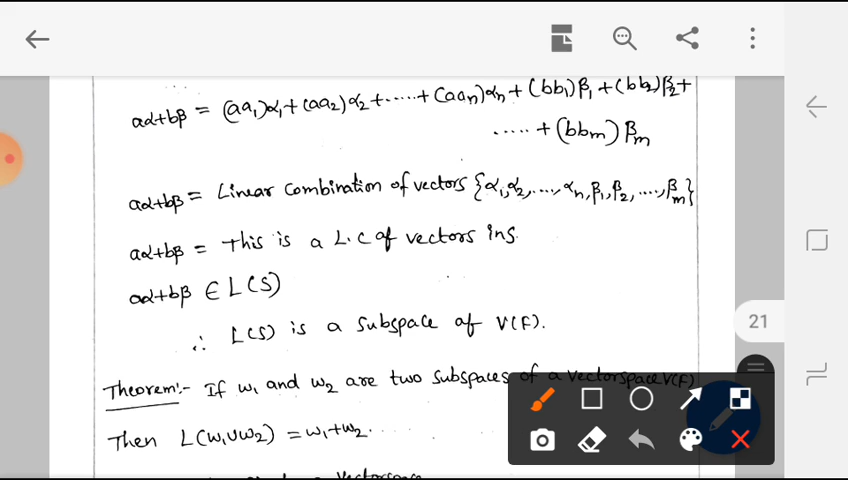 aα+bβ = (aa₁)α₁+(aa₂)α₂+.....+(aaₙ)αₙ+(bb₁)β₁+(bb₂)β₂+
.....+(bbₘ)βₘ
aα+bβ = Linear Combination of vectors {α₁,α₂,...,αₙ,β₁,β₂,...,βₘ}
aα+bβ = This is a L.C of vectors in S
aα+bβ ∈ L(S)
∴ L(S) is a subspace of V(F).
21
Theorem:- If w₁ and w₂ are two subspaces of a vectorspace V(F)
Then L(w₁∪w₂) = w₁+w₂.
a vectorspace